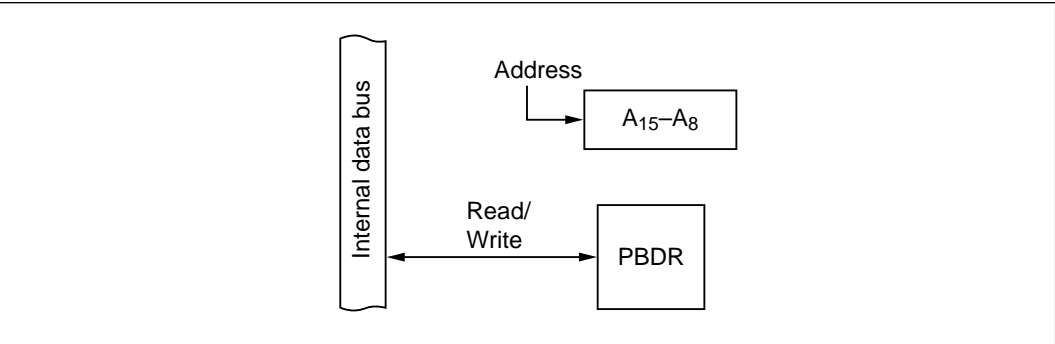 Internal data bus
Address
A₁₅–A₈
Read/
Write
PBDR